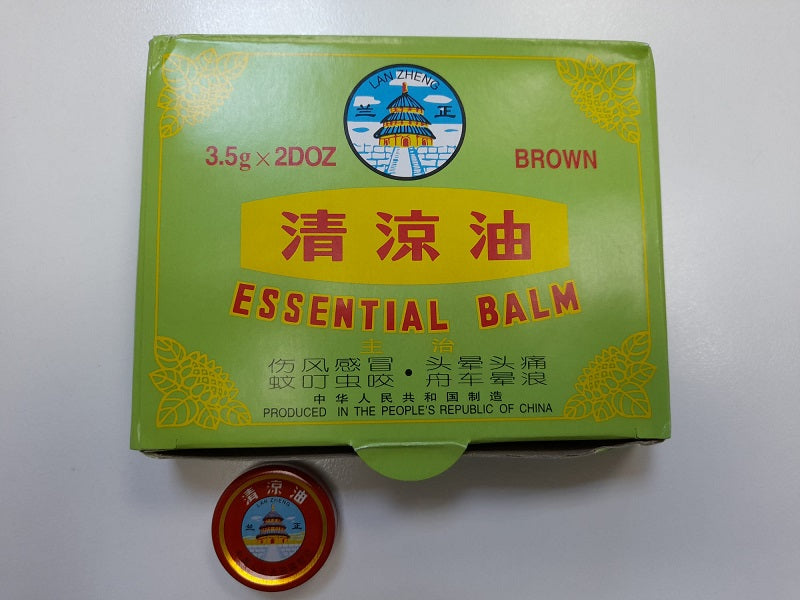 LAN ZHENG
兰 正
3.5g × 2DOZ
BROWN
清凉油
ESSENTIAL BALM
主治
伤风感冒 · 头晕头痛
蚊叮虫咬 舟车晕浪
中华人民共和国制造
PRODUCED IN THE PEOPLE'S REPUBLIC OF CHINA
清凉油
LAN ZHENG
兰 正